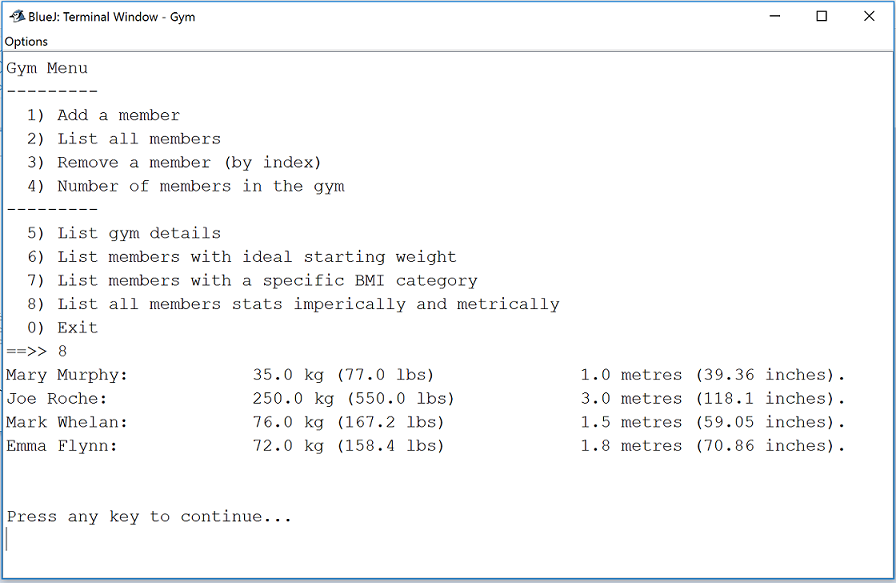 BlueJ: Terminal Window - Gym
Options
Gym Menu
---------
  1) Add a member
  2) List all members
  3) Remove a member (by index)
  4) Number of members in the gym
---------
  5) List gym details
  6) List members with ideal starting weight
  7) List members with a specific BMI category
  8) List all members stats imperically and metrically
  0) Exit
==>> 8
Mary Murphy:            35.0 kg (77.0 lbs)              1.0 metres (39.36 inches).
Joe Roche:              250.0 kg (550.0 lbs)            3.0 metres (118.1 inches).
Mark Whelan:            76.0 kg (167.2 lbs)             1.5 metres (59.05 inches).
Emma Flynn:             72.0 kg (158.4 lbs)             1.8 metres (70.86 inches).
Press any key to continue...